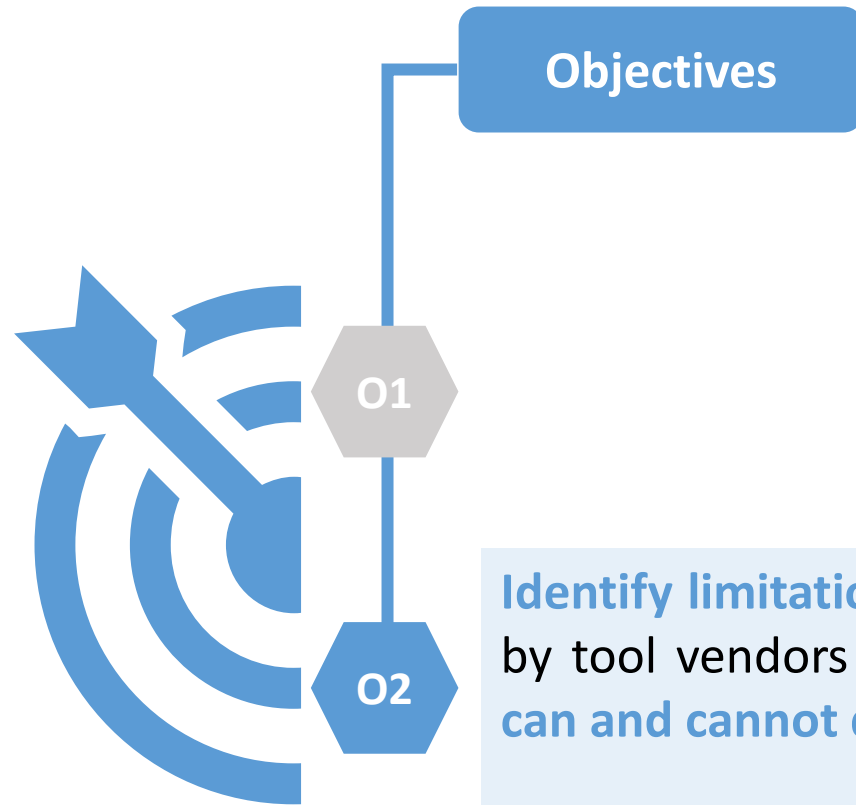 Objectives
O1
O2
Identify limitatio
by tool vendors
can and cannot